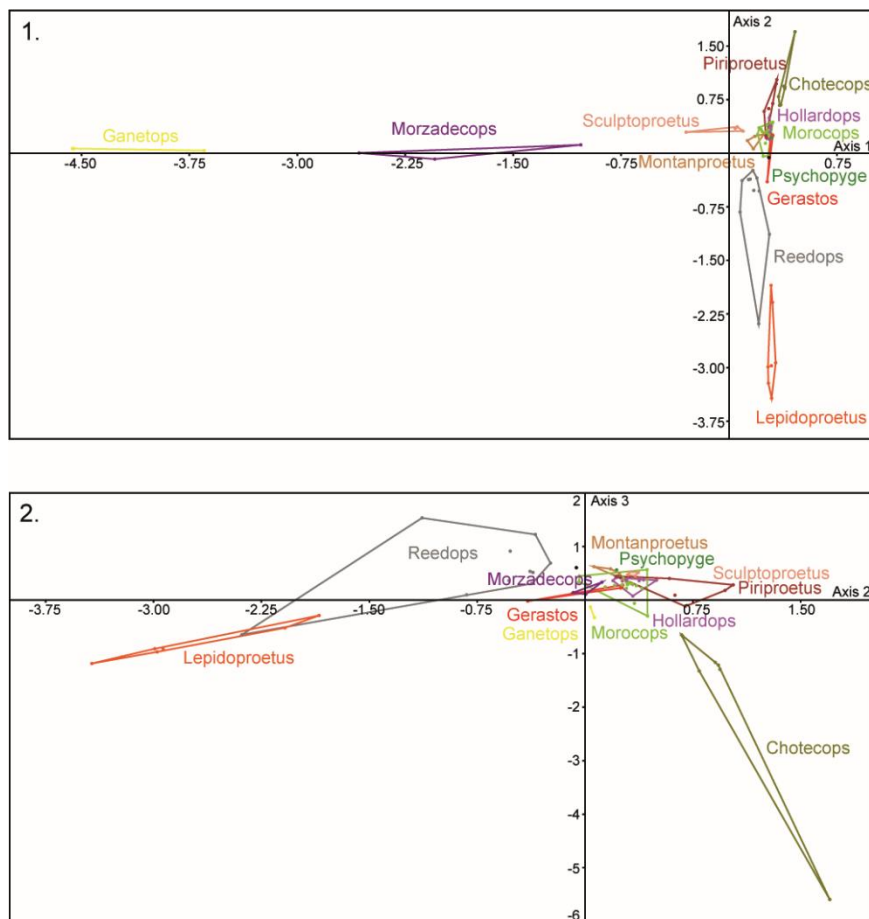 1.
Axis 2
1.50
Piriproetus
Chotecops
0.75
Ganetops
Morzadecops
Sculptoproetus
Hollardops
Morocops
Axis 1
-4.50 -3.75 -3.00 -2.25 -1.50 -0.75 0.75
Montanproetus
Psychopyge
Gerastos
-0.75
Reedops
-1.50
-2.25
-3.00
-3.75
Lepidoproetus
2.
2
Axis 3
Montanproetus
Reedops
1
Psychopyge
Morzadecops
Sculptoproetus
Piriproetus
Axis 2
-3.75 -3.00 -2.25 -1.50 -0.75 0.75 1.50
Gerastos
Hollardops
Ganetops
Morocops
Lepidoproetus
-1
-2
Chotecops
-3
-4
-5
-6